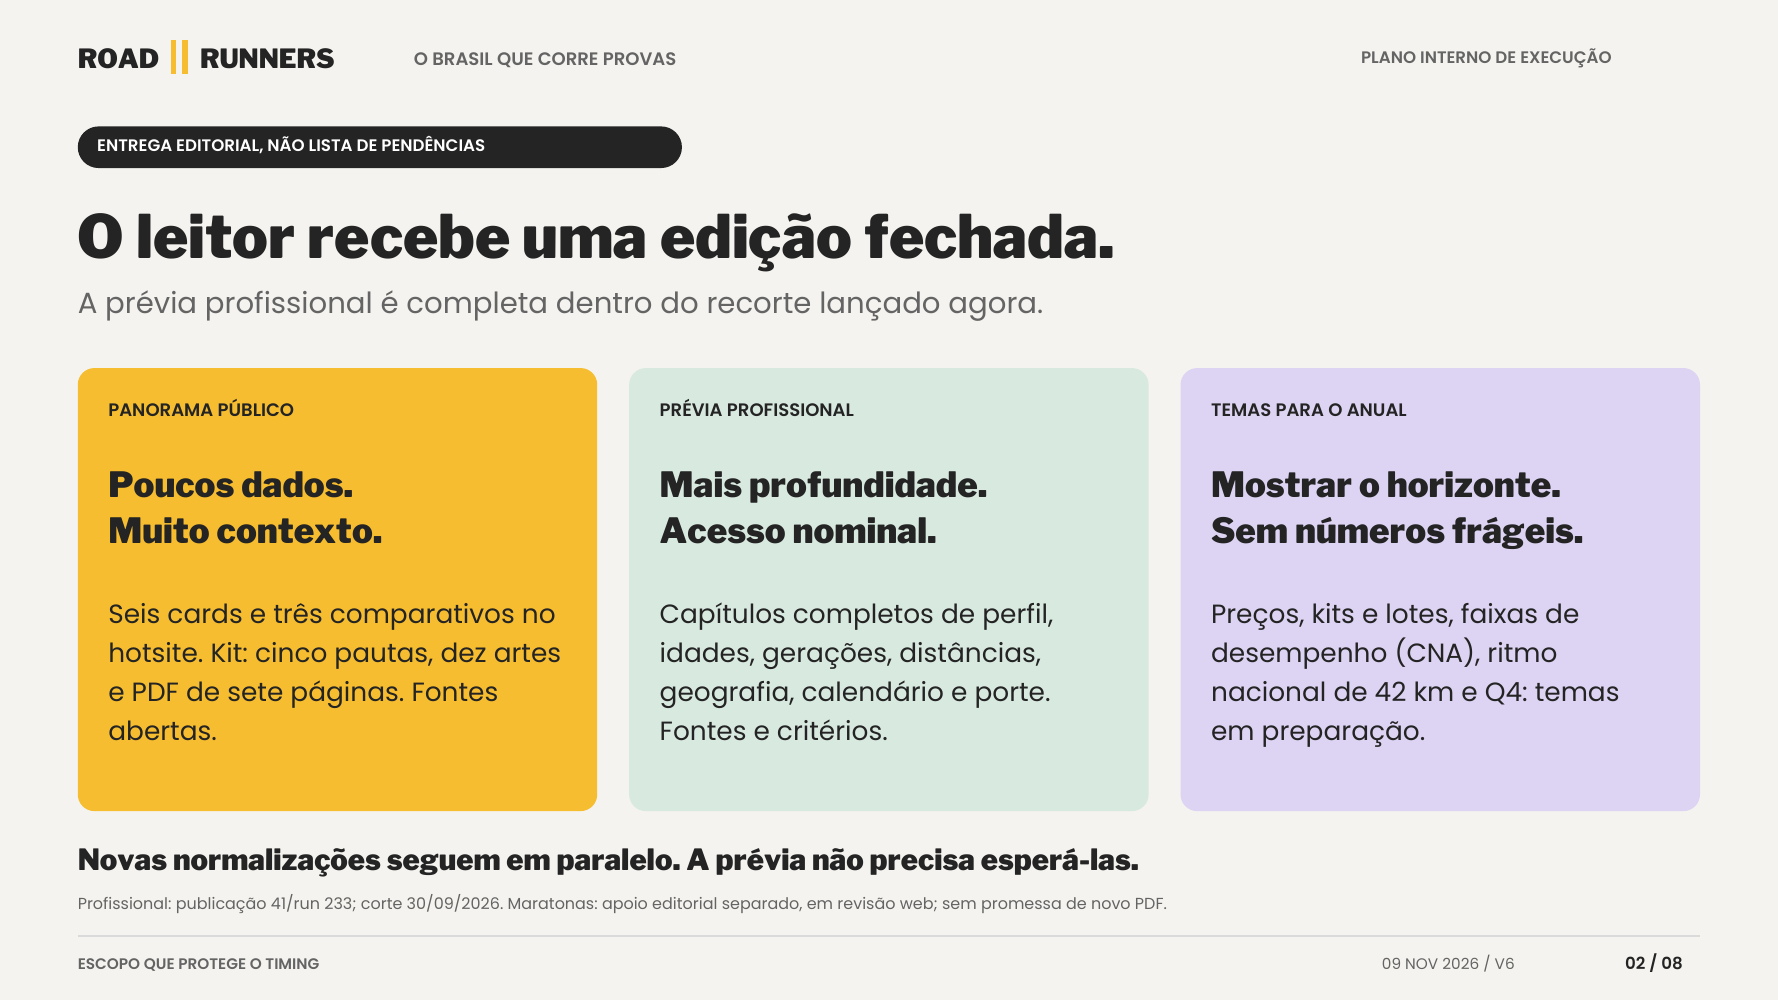 ROAD || RUNNERS
O BRASIL QUE CORRE PROVAS
PLANO INTERNO DE EXECUÇÃO
ENTREGA EDITORIAL, NÃO LISTA DE PENDÊNCIAS
O leitor recebe uma edição fechada.
A prévia profissional é completa dentro do recorte lançado agora.
PANORAMA PÚBLICO
Poucos dados.
Muito contexto.
Seis cards e três comparativos no
hotsite. Kit: cinco pautas, dez artes
e PDF de sete páginas. Fontes
abertas.
PRÉVIA PROFISSIONAL
Mais profundidade.
Acesso nominal.
Capítulos completos de perfil,
idades, gerações, distâncias,
geografia, calendário e porte.
Fontes e critérios.
TEMAS PARA O ANUAL
Mostrar o horizonte.
Sem números frágeis.
Preços, kits e lotes, faixas de
desempenho (CNA), ritmo
nacional de 42 km e Q4: temas
em preparação.
Novas normalizações seguem em paralelo. A prévia não precisa esperá-las.
Profissional: publicação 41/run 233; corte 30/09/2026. Maratonas: apoio editorial separado, em revisão web; sem promessa de novo PDF.
ESCOPO QUE PROTEGE O TIMING
09 NOV 2026 / V6
02 / 08